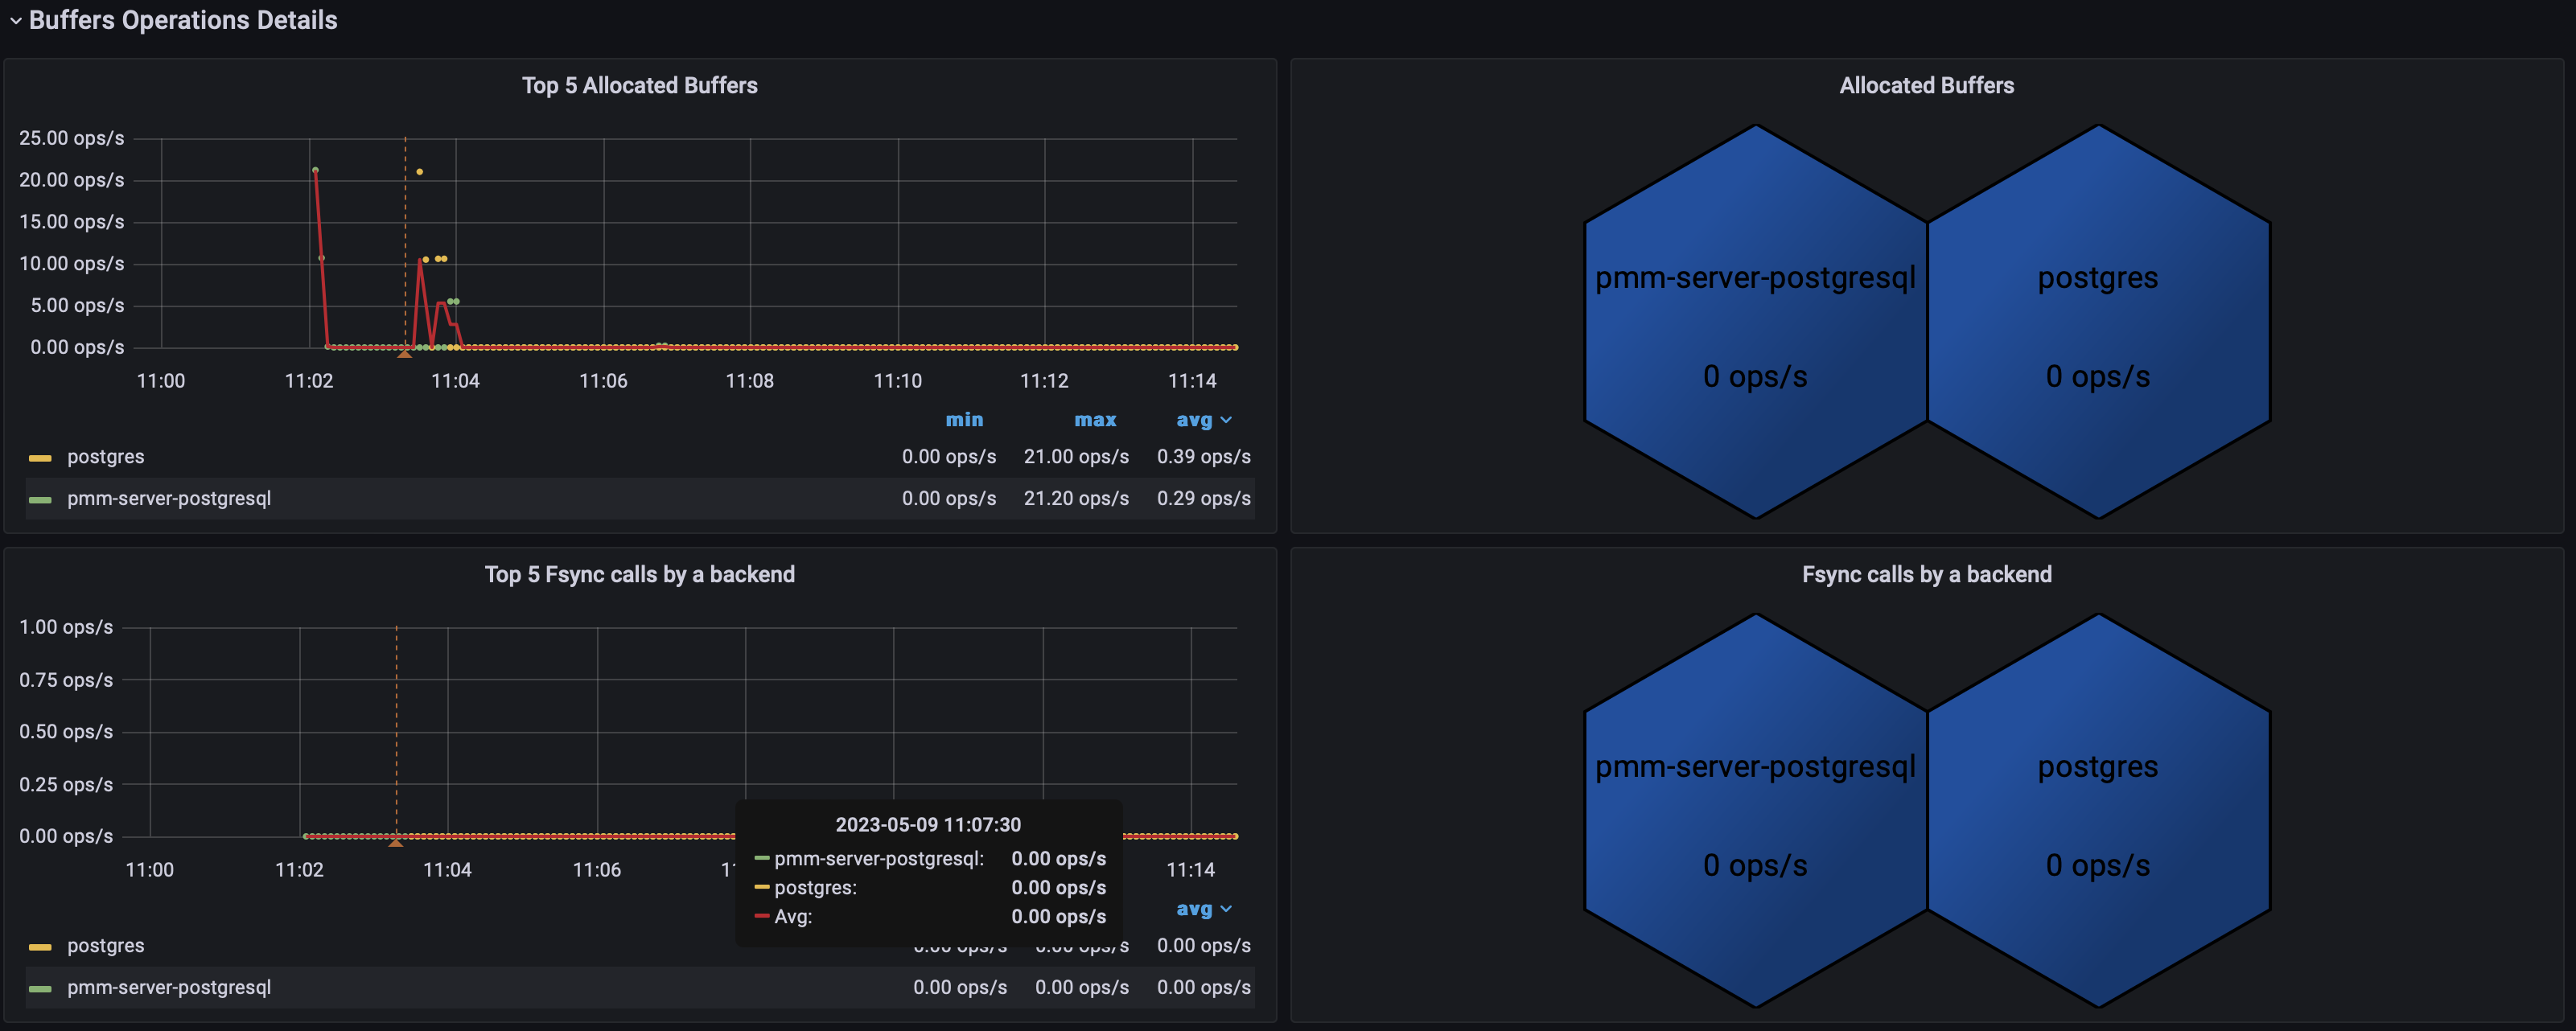 Buffers Operations Details
Top 5 Allocated Buffers
25.00 ops/s
20.00 ops/s
15.00 ops/s
10.00 ops/s
5.00 ops/s
0.00 ops/s
11:00 11:02 11:04 11:06 11:08 11:10 11:12 11:14
min max avg
postgres 0.00 ops/s 21.00 ops/s 0.39 ops/s
pmm-server-postgresql 0.00 ops/s 21.20 ops/s 0.29 ops/s
Allocated Buffers
pmm-server-postgresql
0 ops/s
postgres
0 ops/s
Top 5 Fsync calls by a backend
1.00 ops/s
0.75 ops/s
0.50 ops/s
0.25 ops/s
0.00 ops/s
11:00 11:02 11:04 11:06 11:14
2023-05-09 11:07:30
pmm-server-postgresql: 0.00 ops/s
postgres: 0.00 ops/s
Avg: 0.00 ops/s
avg
postgres 0.00 ops/s 0.00 ops/s 0.00 ops/s
pmm-server-postgresql 0.00 ops/s 0.00 ops/s 0.00 ops/s
Fsync calls by a backend
pmm-server-postgresql
0 ops/s
postgres
0 ops/s